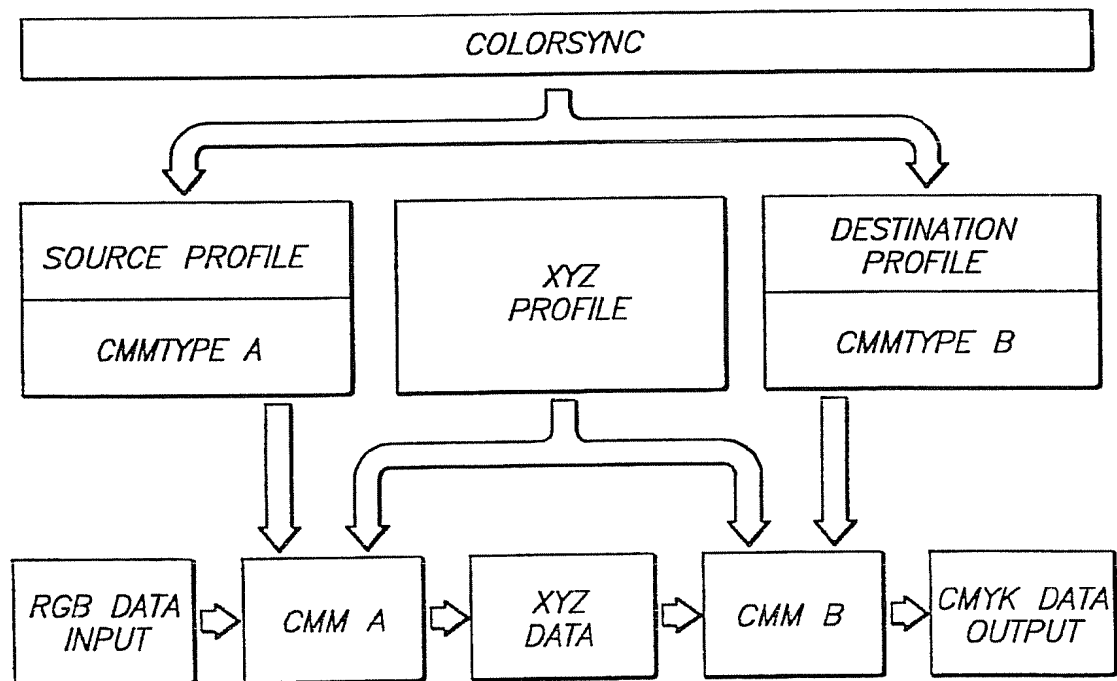 COLORSYNC
SOURCE PROFILE
CMMTYPE A
XYZ
PROFILE
DESTINATION
PROFILE
CMMTYPE B
RGB DATA
INPUT
CMM A
XYZ
DATA
CMM B
CMYK DATA
OUTPUT